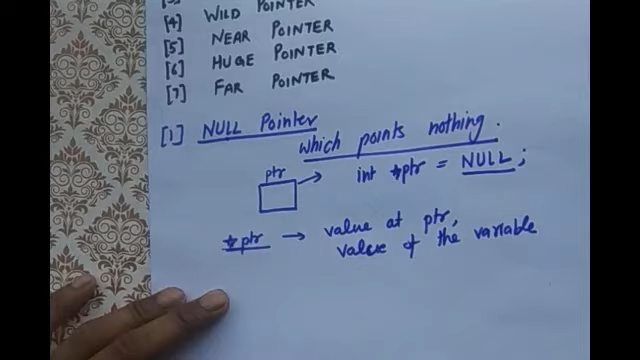 [4] WILD POINTER
[5] NEAR POINTER
[6] HUGE POINTER
[7] FAR POINTER
[1] NULL Pointer
which points nothing.
ptr
int *ptr = NULL;
*ptr → value at ptr,
value of the variable